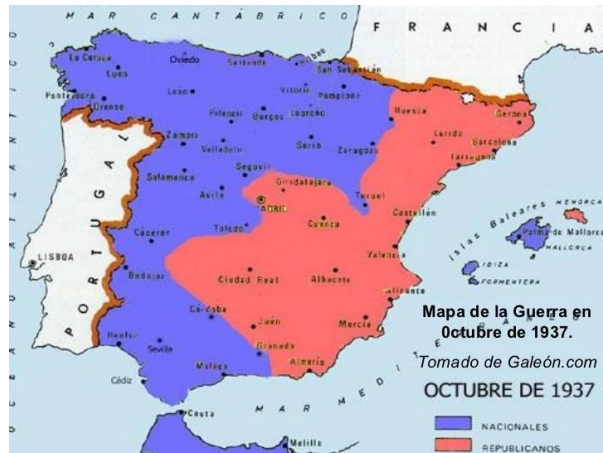 MAR CANTÁBRICO
FRANCIA
La Coruña
Lugo
Oviedo
Santander
Bilbao
San Sebastián
Pontevedra
Orense
León
Vitoria
Pamplona
Palencia
Burgos
Logroño
Huesca
Gerona
Zamora
Valladolid
Soria
Zaragoza
Lerida
Barcelona
Tarragona
Salamanca
Segovia
Avila
Guadalajara
ADRID
Teruel
Toledo
Cuenca
Castellón
Islas Baleares
MENORCA
Palma de Mallorca
MALLORCA
Cáceres
Valencia
IBIZA
FORMENTERA
LISBOA
PORTUGAL
Badajoz
Ciudad Real
Albacete
Alicante
Córdoba
Jaén
Murcia
Huelva
Sevilla
Granada
Almería
Málaga
Cádiz
MAR MEDITERRANEO
Ceuta
Melilla
Mapa de la Guerra en
0ctubre de 1937.
Tomado de Galeón.com
OCTUBRE DE 1937
NACIONALES
REPUBLICANOS